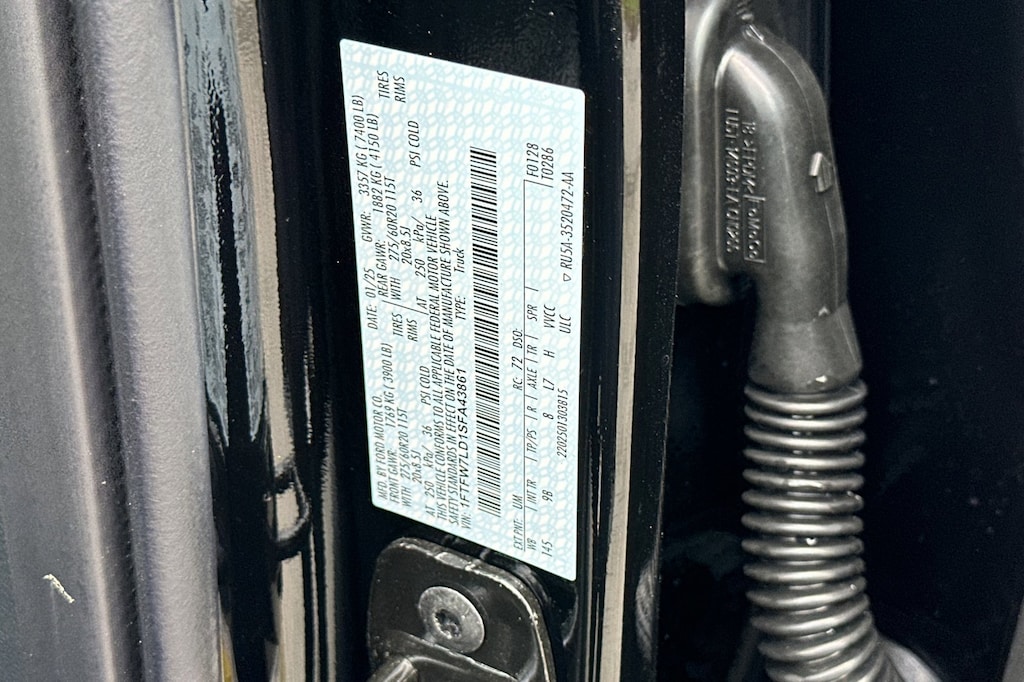 MFD. BY FORD MOTOR CO.
DATE: 01/25 GVWR: 3357 KG ( 7400 LB)
FRONT GAWR: 1769 KG ( 3900 LB) REAR GAWR: 1882 KG ( 4150 LB)
WITH 275/60R20 115T TIRES WITH 275/60R20 115T TIRES
20x8.5J RIMS 20x8.5J RIMS
AT 250 kPa/ 36 PSI COLD AT 250 kPa/ 36 PSI COLD
THIS VEHICLE CONFORMS TO ALL APPLICABLE FEDERAL MOTOR VEHICLE
SAFETY STANDARDS IN EFFECT ON THE DATE OF MANUFACTURE SHOWN ABOVE.
VIN: 1FTFW7LD1SFA43861 TYPE: Truck
EXT PNT: UM RC: 72 DSO: F0128
WB INT TR TP/PS R AXLE TR SPR T0286
145 9B 8 L7 H VVCC
2202501303815 ULC ▽ RU5A-3520472-AA